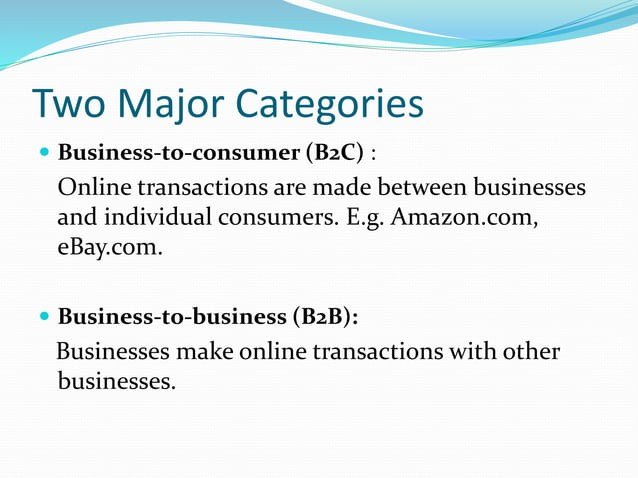 Two Major Categories
Business-to-consumer (B2C) :
Online transactions are made between businesses
and individual consumers. E.g. Amazon.com,
eBay.com.
Business-to-business (B2B):
Businesses make online transactions with other
businesses.